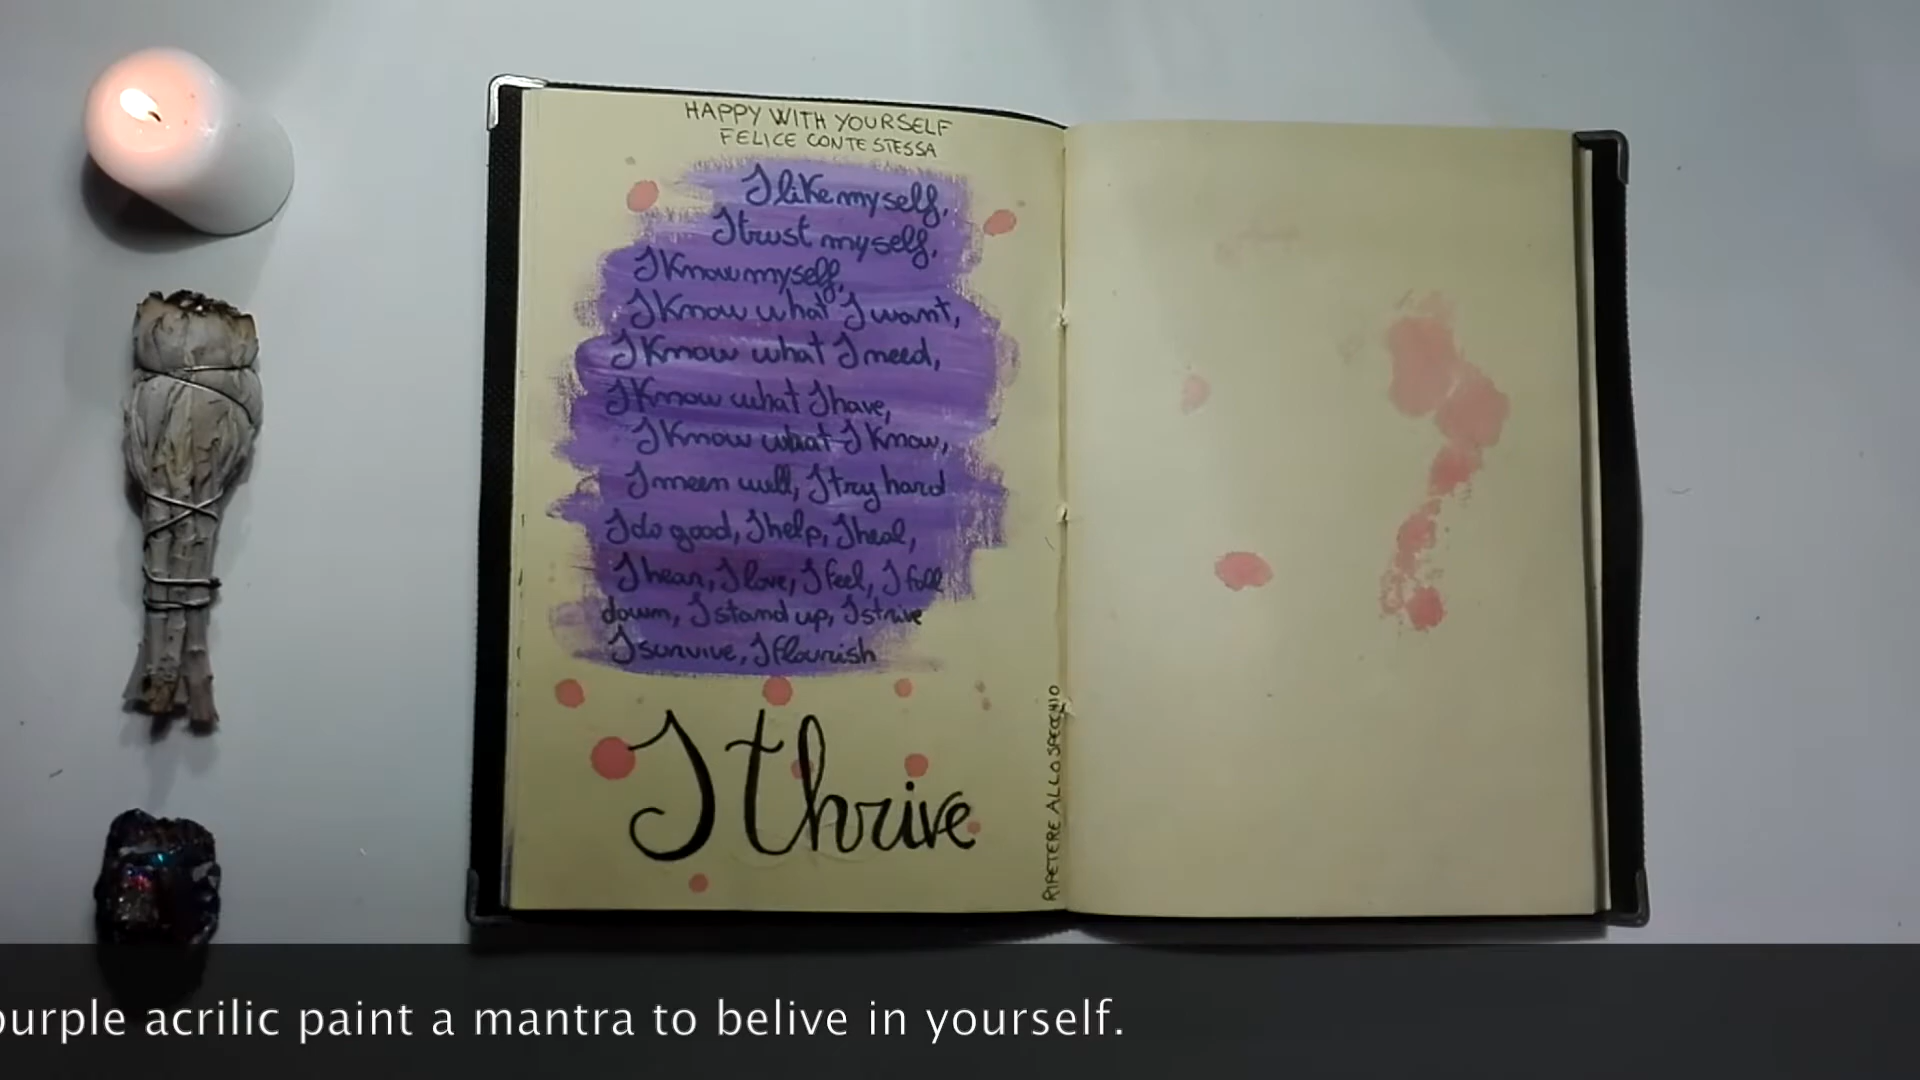 HAPPY WITH YOURSELF
FELICE CON TE STESSA
I like myself,
I trust myself,
I Know myself,
I Know what I want,
I Know what I need,
I Know what I have,
I Know what I Know,
I meen well, I try hard
I do good, I help, I heal,
I hear, I love, I feel, I fall
down, I stand up, I strive
I survive, I flourish
I thrive
RIPETERE ALLO SPECCHIO
purple acrilic paint a mantra to belive in yourself.